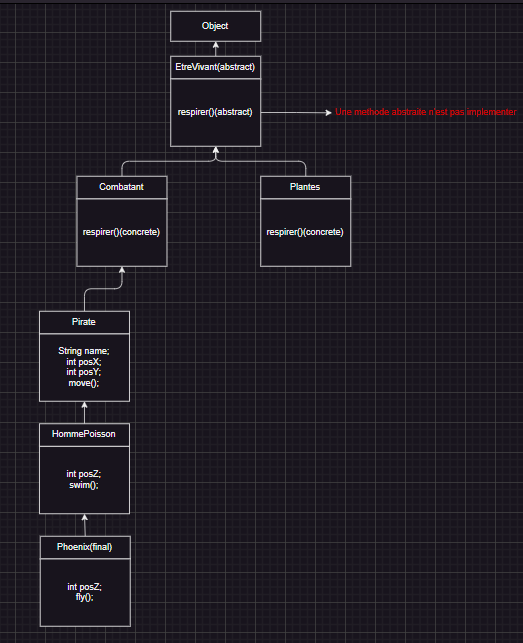 Object
EtreVivant(abstract)
respirer()(abstract)
Une methode abstraite n'est pas implementer
Combatant
respirer()(concrete)
Plantes
respirer()(concrete)
Pirate
String name;
int posX;
int posY;
move();
HommePoisson
int posZ;
swim();
Phoenix(final)
int posZ;
fly();